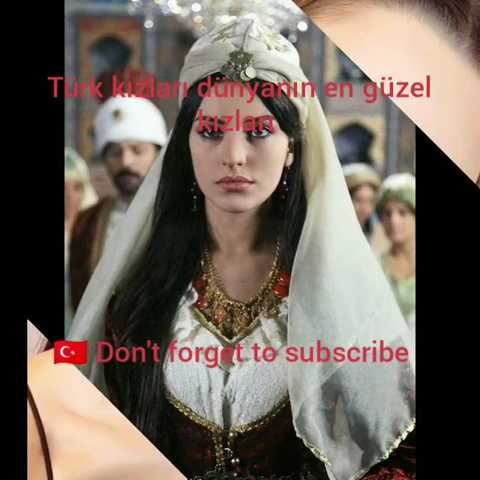 Türk kızları dünyanın en güzel
kızları
🇹🇷 Don't forget to subscribe